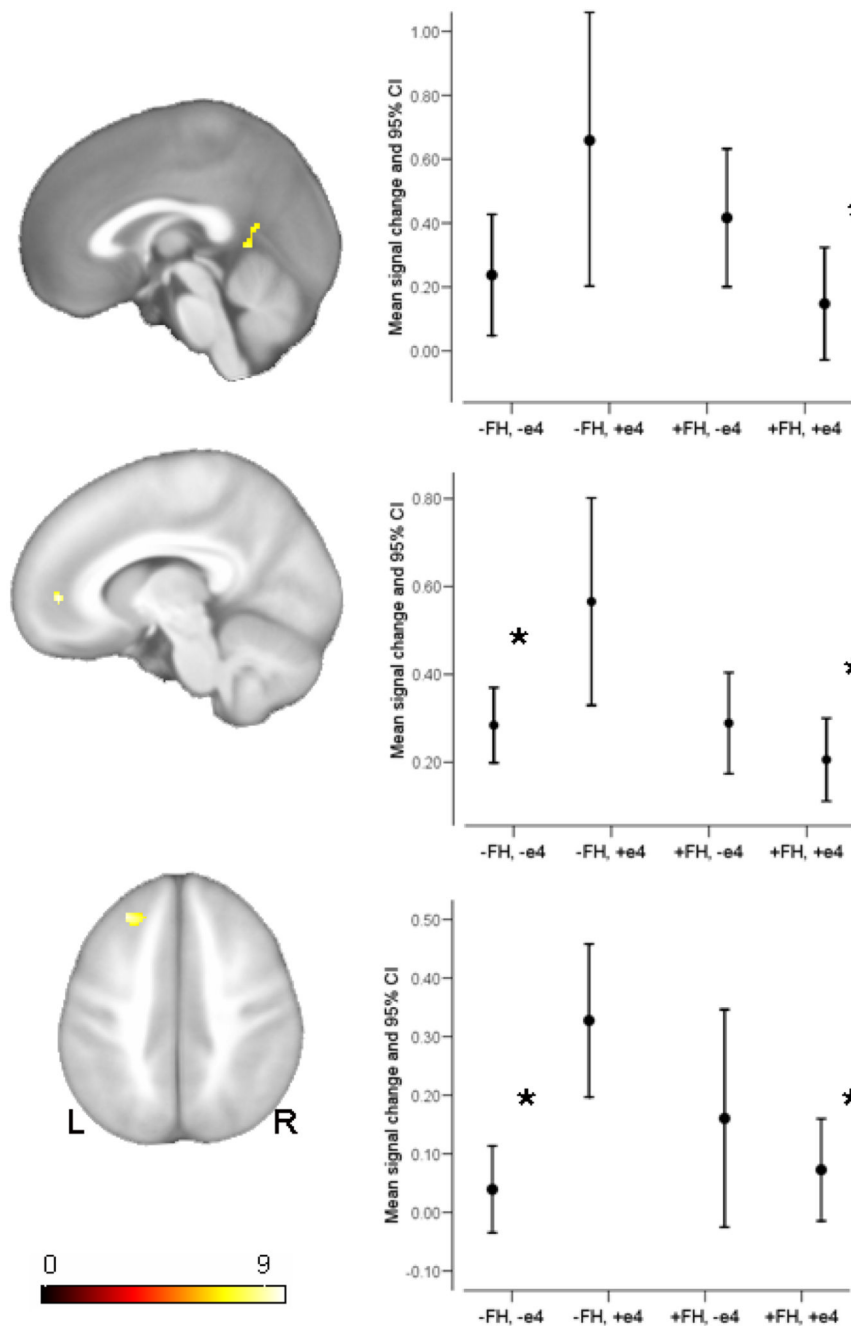 Mean signal change and 95% CI
1.00
0.80
0.60
0.40
0.20
0.00
-FH, -e4 -FH, +e4 +FH, -e4 +FH, +e4
Mean signal change and 95% CI
0.80
0.60
0.40
0.20
-FH, -e4 -FH, +e4 +FH, -e4 +FH, +e4
L R
Mean signal change and 95% CI
0.50
0.40
0.30
0.20
0.10
0.00
-0.10
-FH, -e4 -FH, +e4 +FH, -e4 +FH, +e4
0 9